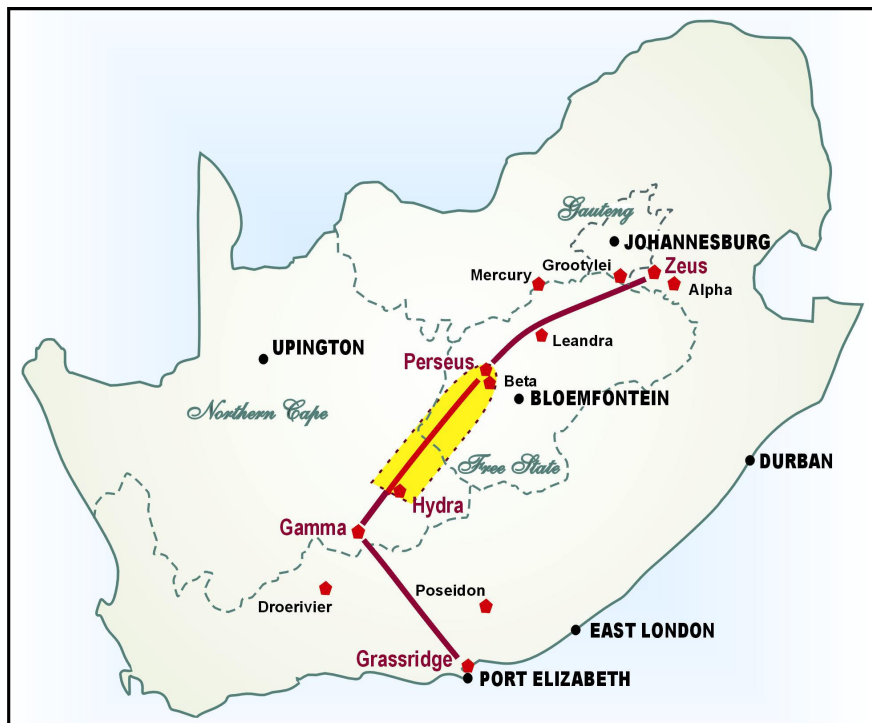 Gauteng
JOHANNESBURG
Grootvlei
Zeus
Mercury
Alpha
Leandra
UPINGTON
Perseus
Beta
BLOEMFONTEIN
Northern Cape
DURBAN
Free State
Hydra
Gamma
Poseidon
Droerivier
EAST LONDON
Grassridge
PORT ELIZABETH